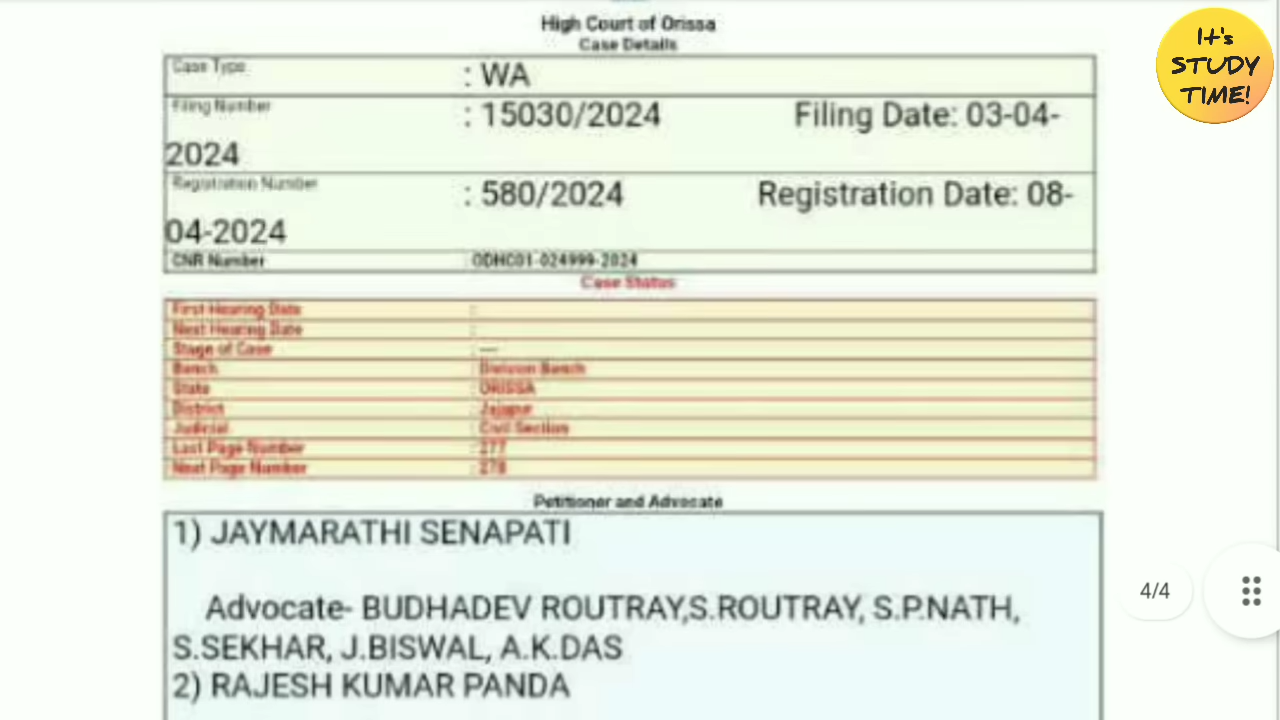 High Court of Orissa
Case Details
Case Type : WA
Filing Number : 15030/2024 Filing Date: 03-04-
2024
Registration Number : 580/2024 Registration Date: 08-
04-2024
CNR Number : ODHC01-024999-2024
Case Status
First Hearing Date :
Next Hearing Date :
Stage of Case : ---
Bench : Division Bench
State : ORISSA
District : Jajapur
Judicial : Civil Section
Last Page Number : 277
Next Page Number : 278
Petitioner and Advocate
1) JAYMARATHI SENAPATI
Advocate- BUDHADEV ROUTRAY,S.ROUTRAY, S.P.NATH,
S.SEKHAR, J.BISWAL, A.K.DAS
2) RAJESH KUMAR PANDA
It's
STUDY
TIME!
4/4